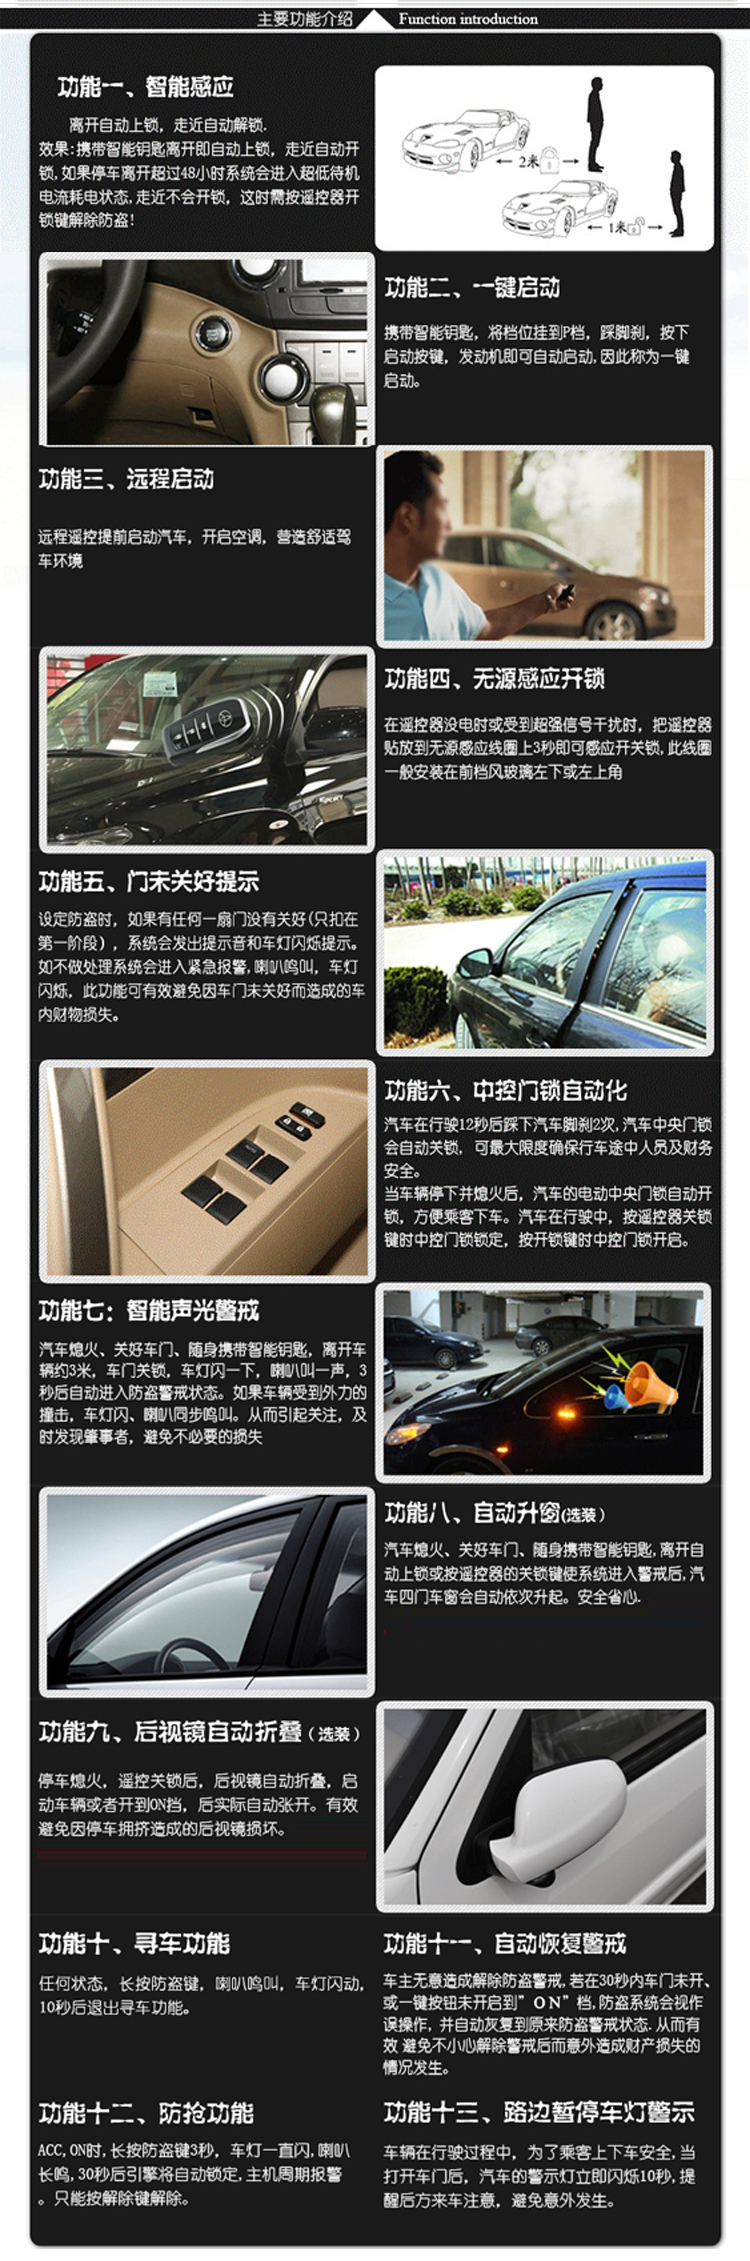 主要功能介绍 Function introduction
功能一、智能感应
离开自动上锁，走近自动解锁.
效果:携带智能钥匙离开即自动上锁，走近自动开
锁,如果停车离开超过48小时系统会进入超低待机
电流耗电状态,走近不会开锁，这时需按遥控器开
锁键解除防盗!
2米
1米
功能二、一键启动
携带智能钥匙，将档位挂到P档，踩脚刹，按下
启动按键，发动机即可自动启动,因此称为一键
启动。
功能三、远程启动
远程遥控提前启动汽车，开启空调，营造舒适驾
车环境
功能四、无源感应开锁
在遥控器没电时或受到超强信号干扰时，把遥控器
贴放到无源感应线圈上3秒即可感应开关锁,此线圈
一般安装在前档风玻璃左下或左上角
功能五、门未关好提示
设定防盗时，如果有任何一扇门没有关好(只扣在
第一阶段)，系统会发出提示音和车灯闪烁提示。
如不做处理系统会进入紧急报警,喇叭鸣叫，车灯
闪烁，此功能可有效避免因车门未关好而造成的车
内财物损失。
功能六、中控门锁自动化
汽车在行驶12秒后踩下汽车脚刹2次,汽车中央门锁
会自动关锁，可最大限度确保行车途中人员及财务
安全。
当车辆停下并熄火后，汽车的电动中央门锁自动开
锁，方便乘客下车。汽车在行驶中，按遥控器关锁
键时中控门锁锁定，按开锁键时中控门锁开启。
功能七：智能声光警戒
汽车熄火、关好车门、随身携带智能钥匙，离开车
辆约3米，车门关锁，车灯闪一下，喇叭叫一声，3
秒后自动进入防盗警戒状态。如果车辆受到外力的
撞击，车灯闪、喇叭同步鸣叫。从而引起关注，及
时发现肇事者，避免不必要的损失
功能八、自动升窗(选装)
汽车熄火、关好车门、随身携带智能钥匙,离开自
动上锁或按遥控器的关锁键使系统进入警戒后,汽
车四门车窗会自动依次升起。安全省心.
功能九、后视镜自动折叠（选装）
停车熄火，遥控关锁后，后视镜自动折叠，启
动车辆或者开到ON挡，后实际自动张开。有效
避免因停车拥挤造成的后视镜损坏。
功能十、寻车功能
任何状态，长按防盗键，喇叭鸣叫，车灯闪动，
10秒后退出寻车功能。
功能十一、自动恢复警戒
车主无意造成解除防盗警戒,若在30秒内车门未开、
或一键按钮未开启到”ON”档,防盗系统会视作
误操作，并自动灰复到原来防盗警戒状态.从而有
效 避免不小心解除警戒后而意外造成财产损失的
情况发生。
功能十二、防抢功能
ACC,ON时,长按防盗键3秒，车灯一直闪,喇叭
长鸣,30秒后引擎将自动锁定,主机周期报警
。只能按解除键解除。
功能十三、路边暂停车灯警示
车辆在行驶过程中，为了乘客上下车安全,当
打开车门后，汽车的警示灯立即闪烁10秒,提
醒后方来车注意，避免意外发生。